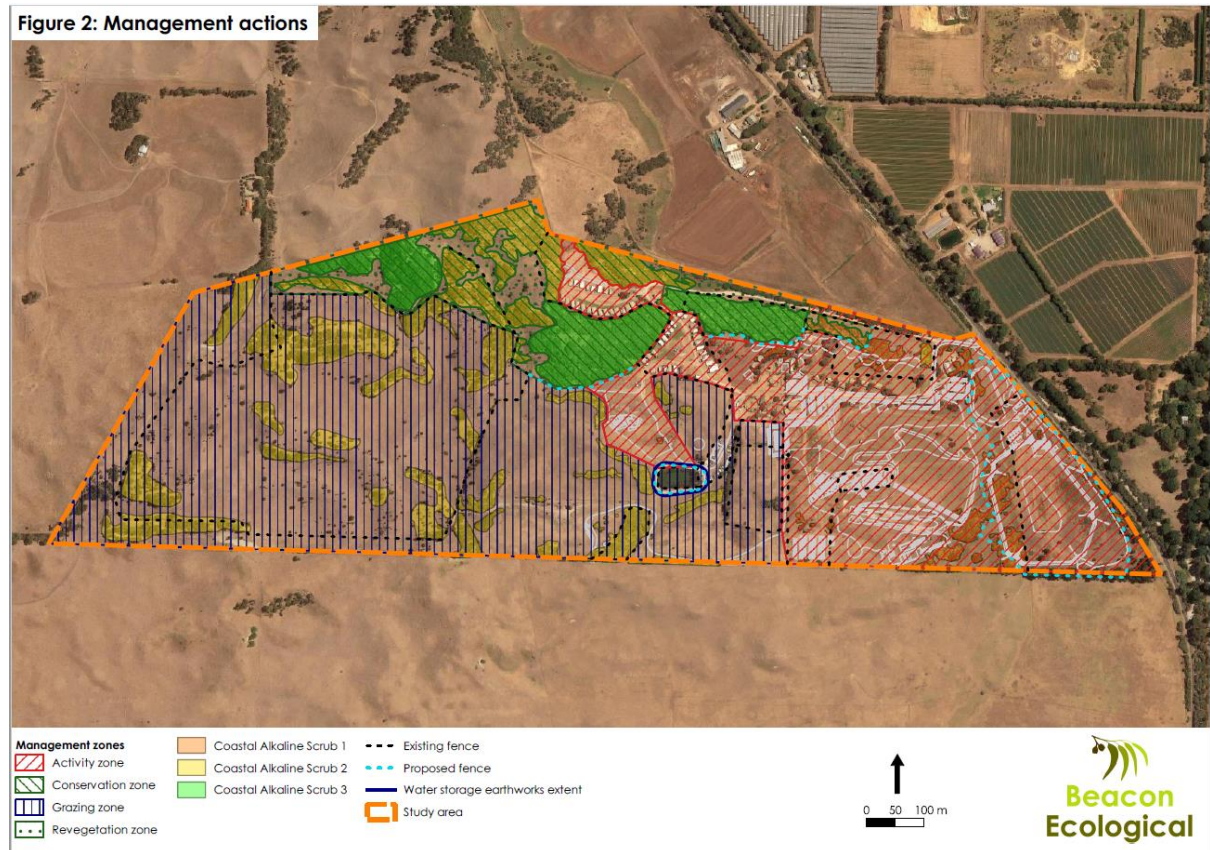 Figure 2: Management actions
Management zones
Activity zone
Conservation zone
Grazing zone
Revegetation zone
Coastal Alkaline Scrub 1
Coastal Alkaline Scrub 2
Coastal Alkaline Scrub 3
Existing fence
Proposed fence
Water storage earthworks extent
Study area
0 50 100 m
Beacon
Ecological